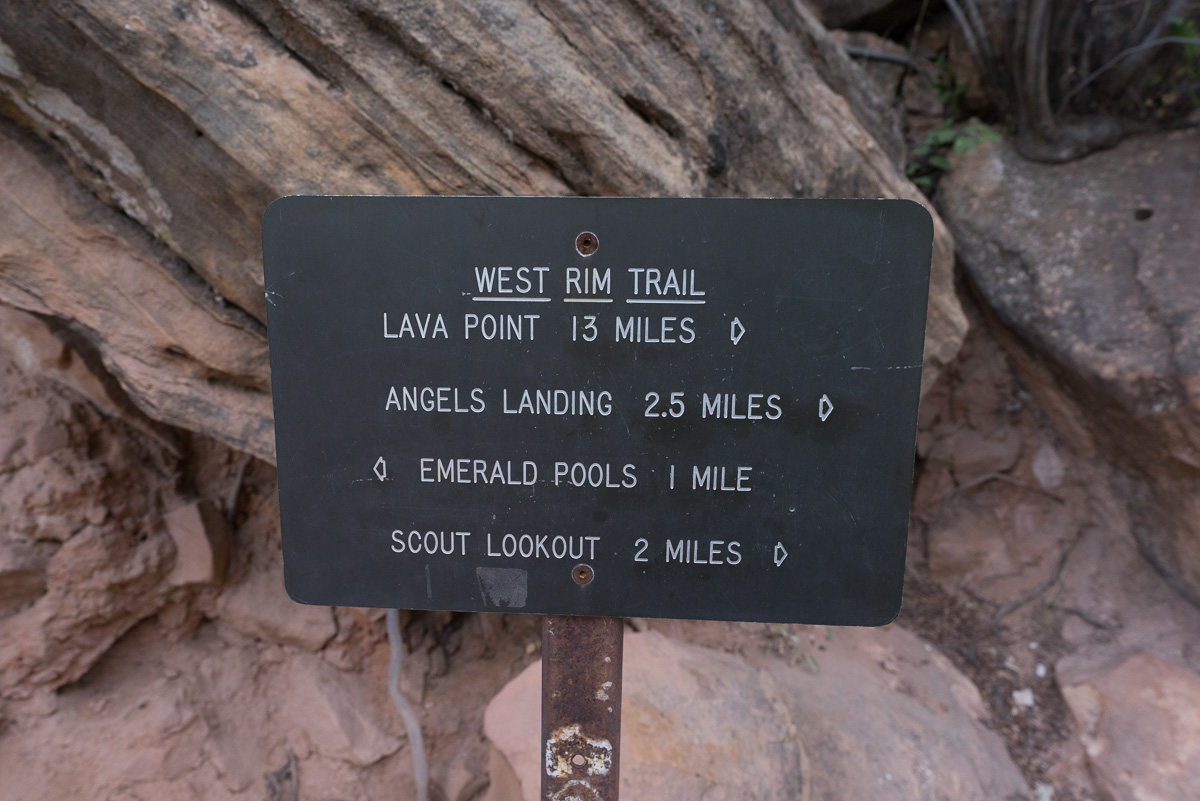 WEST RIM TRAIL
LAVA POINT 13 MILES
ANGELS LANDING 2.5 MILES
EMERALD POOLS 1 MILE
SCOUT LOOKOUT 2 MILES